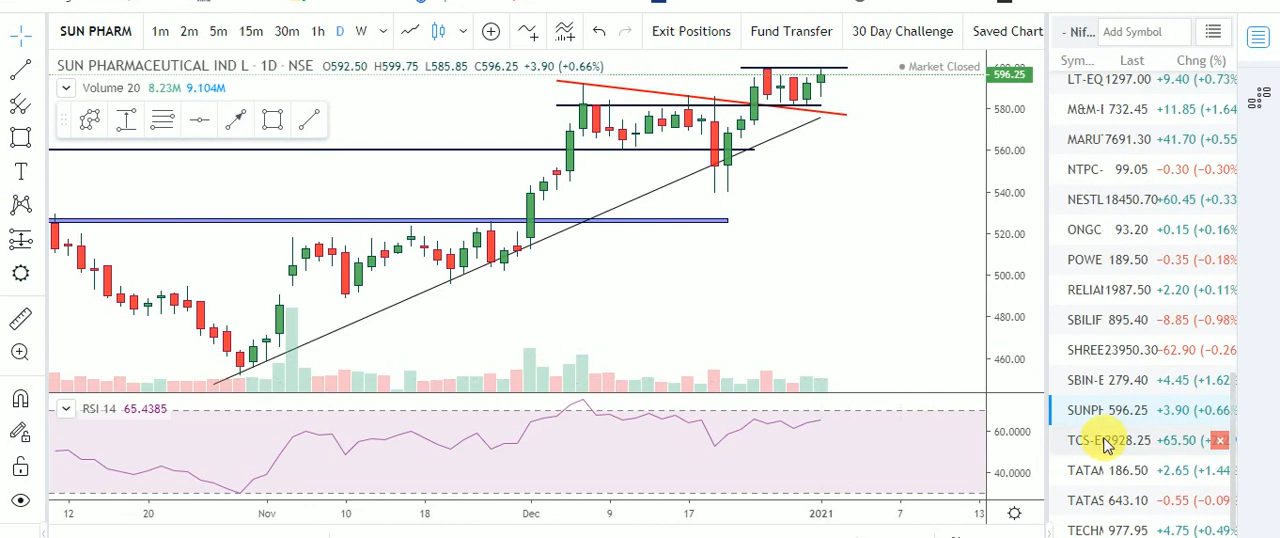 SUN PHARM 1m 2m 5m 15m 30m 1h D W Exit Positions Fund Transfer 30 Day Challenge Saved Chart
- Nif... Add Symbol
SUN PHARMACEUTICAL IND L · 1D · NSE O592.50 H599.75 L585.85 C596.25 +3.90 (+0.66%)
Market Closed
Volume 20 8.23M 9.104M
596.25
580.00
560.00
540.00
520.00
500.00
480.00
460.00
RSI 14 65.4385
60.0000
40.0000
12 20 Nov 10 18 Dec 9 17 2021 7 13
Sym... Last Chng (%)
LT-EQ 1297.00 +9.40 (+0.73%
M&M-E 732.45 +11.85 (+1.64
MARU 7691.30 +41.70 (+0.55
NTPC- 99.05 −0.30 (−0.30%)
NESTL 18450.70 +60.45 (+0.33
ONGC 93.20 +0.15 (+0.16%)
POWE 189.50 −0.35 (−0.18%)
RELIAN 1987.50 +2.20 (+0.11%
SBILIF 895.40 −8.85 (−0.98%)
SHREE 23950.30 −62.90 (−0.26
SBIN-E 279.40 +4.45 (+1.62
SUNPH 596.25 +3.90 (+0.66
TCS-E 2928.25 +65.50
TATAM 186.50 +2.65 (+1.44
TATAS 643.10 −0.55 (−0.09
TECHM 977.95 +4.75 (+0.49%